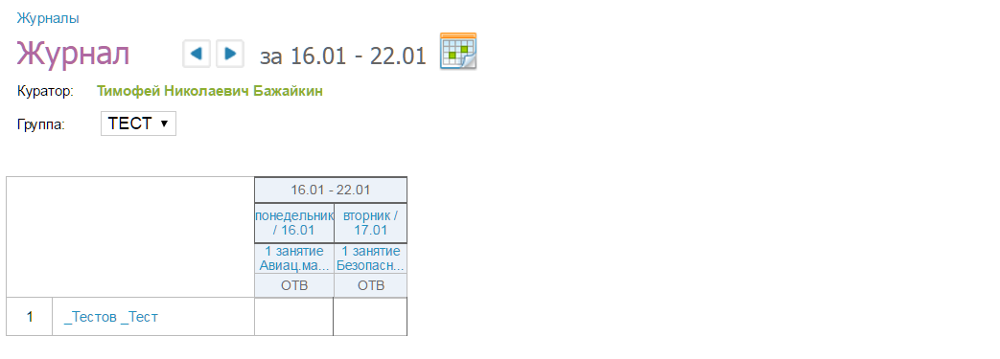 Журналы
Журнал за 16.01 - 22.01
Куратор: Тимофей Николаевич Бажайкин
Группа: ТЕСТ
16.01 - 22.01
понедельник / 16.01
вторник / 17.01
1 занятие Авиац.ма...
1 занятие Безопасн...
ОТВ ОТВ
1 _Тестов _Тест